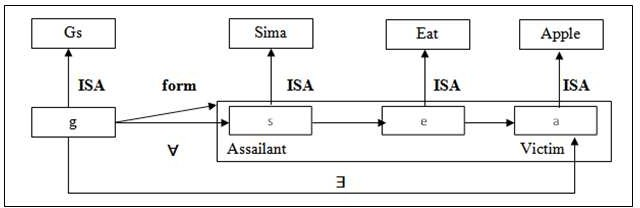 Gs Sima Eat Apple
ISA form ISA ISA ISA
g s e a
∀ Assailant Victim
∃